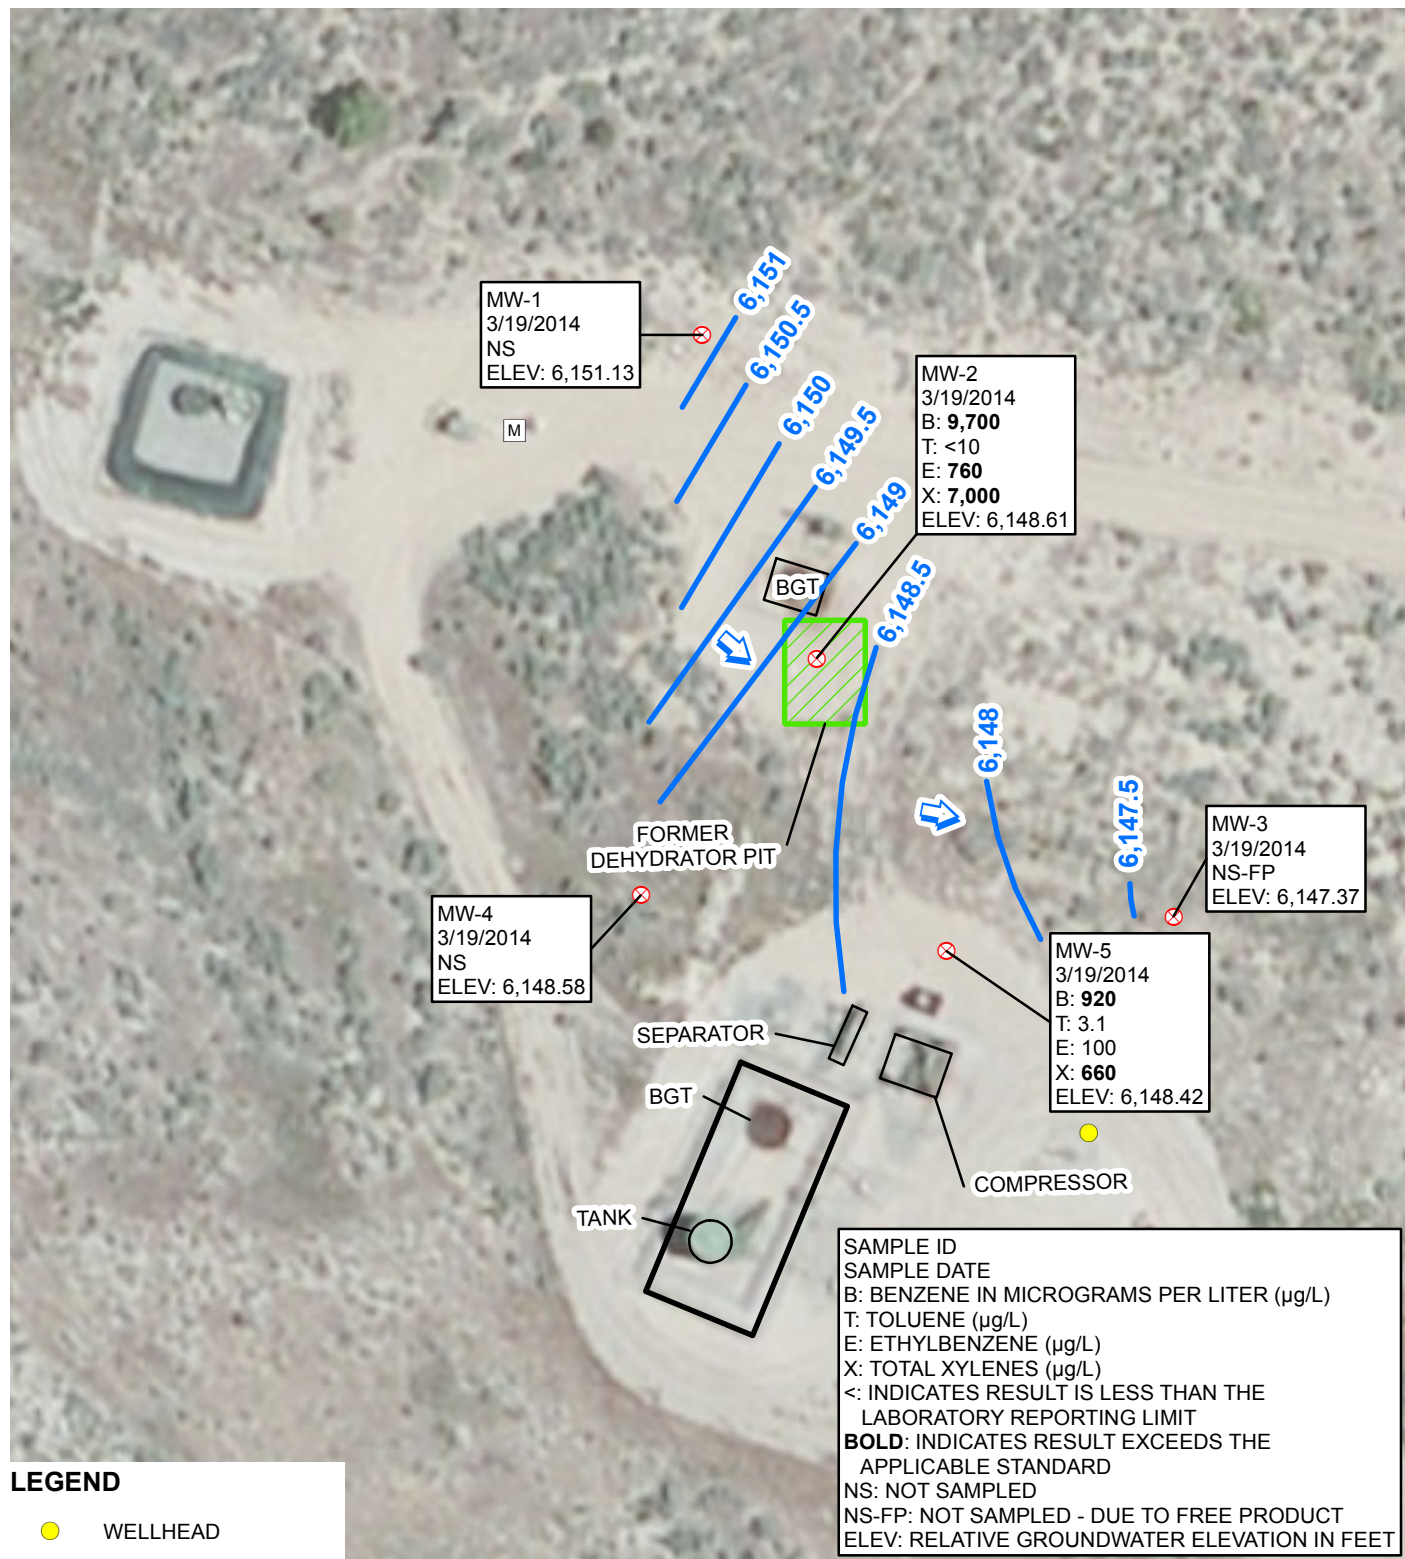 6,151
6,150.5
6,150
6,149.5
6,149
6,148.5
6,148
6,147.5
MW-1
3/19/2014
NS
ELEV: 6,151.13
M
MW-2
3/19/2014
B: 9,700
T: <10
E: 760
X: 7,000
ELEV: 6,148.61
BGT
FORMER
DEHYDRATOR PIT
MW-3
3/19/2014
NS-FP
ELEV: 6,147.37
MW-4
3/19/2014
NS
ELEV: 6,148.58
MW-5
3/19/2014
B: 920
T: 3.1
E: 100
X: 660
ELEV: 6,148.42
SEPARATOR
BGT
COMPRESSOR
TANK
SAMPLE ID
SAMPLE DATE
B: BENZENE IN MICROGRAMS PER LITER (µg/L)
T: TOLUENE (µg/L)
E: ETHYLBENZENE (µg/L)
X: TOTAL XYLENES (µg/L)
<: INDICATES RESULT IS LESS THAN THE
LABORATORY REPORTING LIMIT
BOLD: INDICATES RESULT EXCEEDS THE
APPLICABLE STANDARD
NS: NOT SAMPLED
NS-FP: NOT SAMPLED - DUE TO FREE PRODUCT
ELEV: RELATIVE GROUNDWATER ELEVATION IN FEET
LEGEND
WELLHEAD